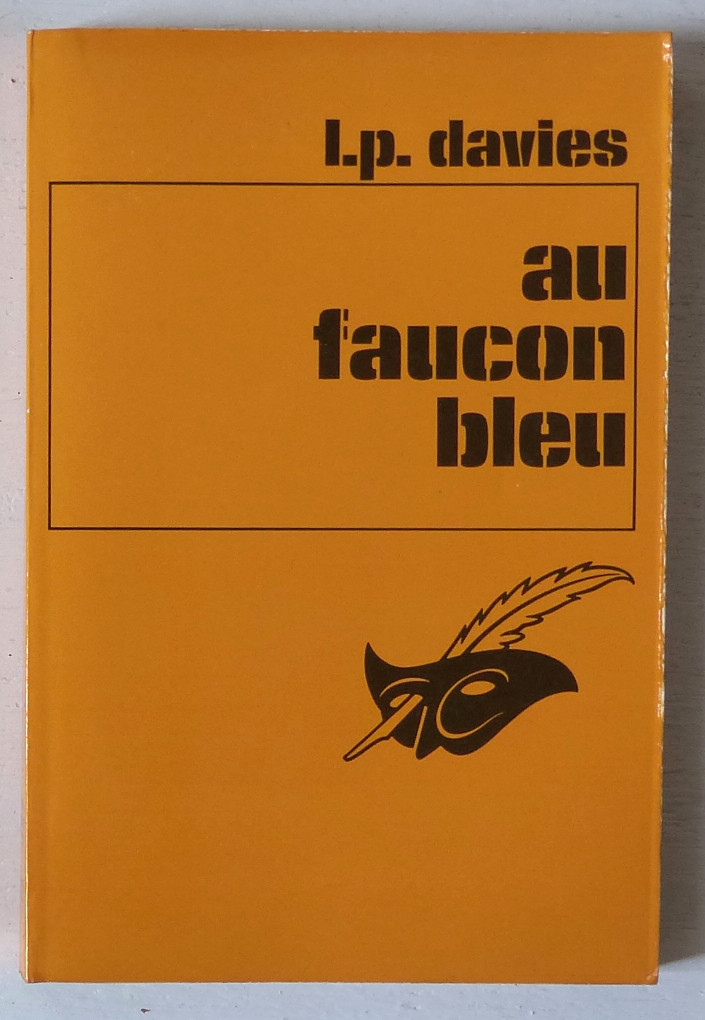 l.p. davies
au
faucon
bleu